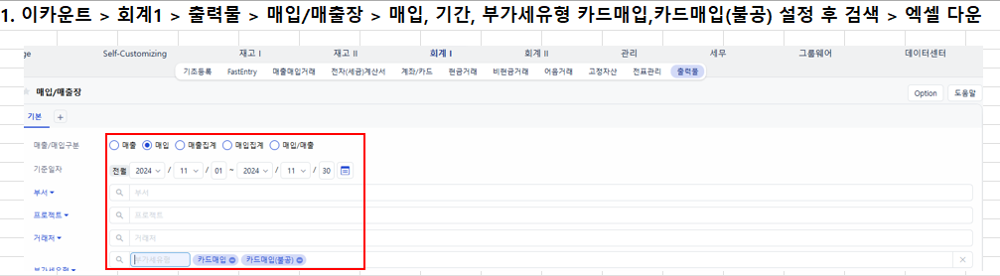 1. 이카운트 > 회계1 > 출력물 > 매입/매출장 > 매입, 기간, 부가세유형 카드매입,카드매입(불공) 설정 후 검색 > 엑셀 다운
ge Self-Customizing 재고 I 재고 II 회계 I 회계 II 관리 세무 그룹웨어 데이터센터
기초등록 FastEntry 매출매입거래 전자(세금)계산서 계좌/카드 현금거래 비현금거래 어음거래 고정자산 전표관리 출력물
매입/매출장 Option 도움말
기본 +
매출/매입구분 매출 매입 매출집계 매입집계 매입/매출
기준일자 전월 2024 / 11 / 01 ~ 2024 / 11 / 30
부서 부서
프로젝트 프로젝트
거래처 거래처
부가세유형 부가세유형 카드매입 카드매입(불공)